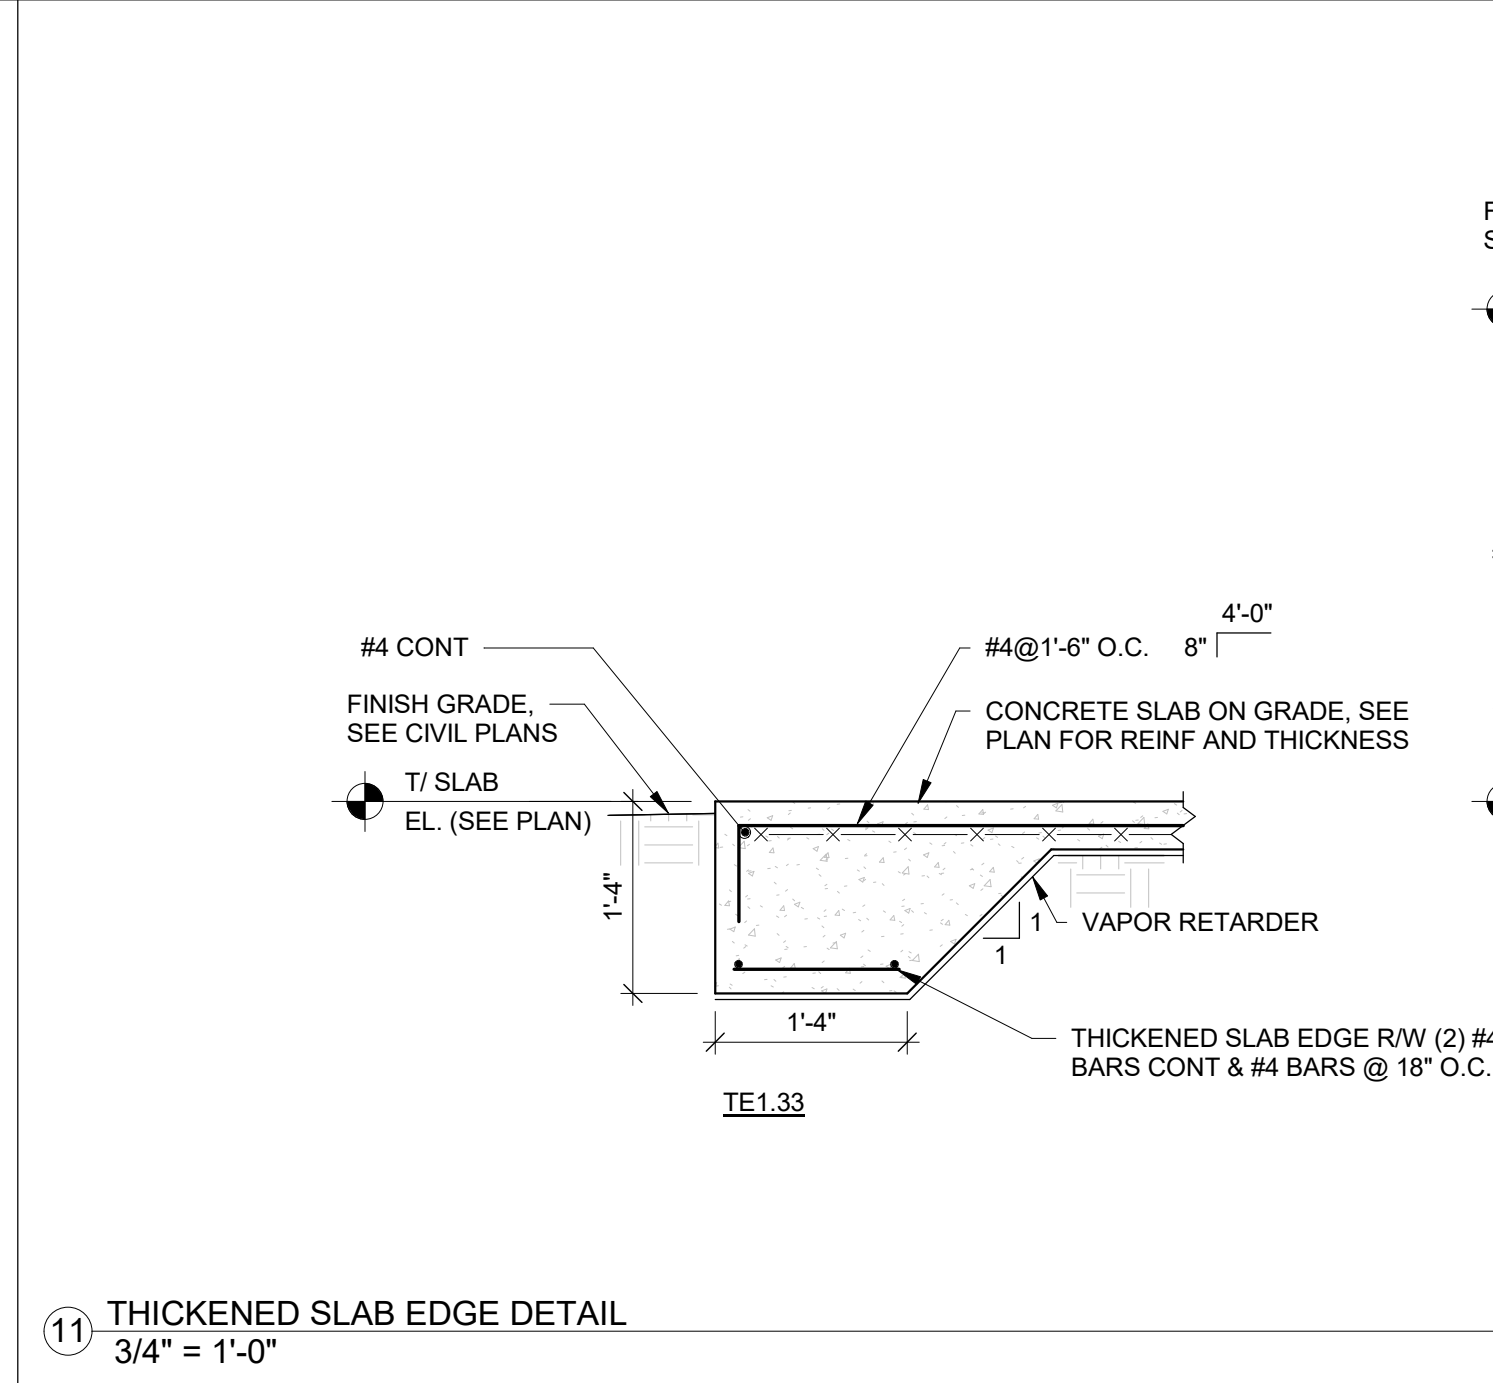 4'-0"
#4 CONT
#4@1'-6" O.C. 8"
FINISH GRADE,
SEE CIVIL PLANS
CONCRETE SLAB ON GRADE, SEE
PLAN FOR REINF AND THICKNESS
T/ SLAB
EL. (SEE PLAN)
1'-4"
1
1
VAPOR RETARDER
1'-4"
THICKENED SLAB EDGE R/W (2) #4
BARS CONT & #4 BARS @ 18" O.C.
TE1.33
11
THICKENED SLAB EDGE DETAIL
3/4" = 1'-0"